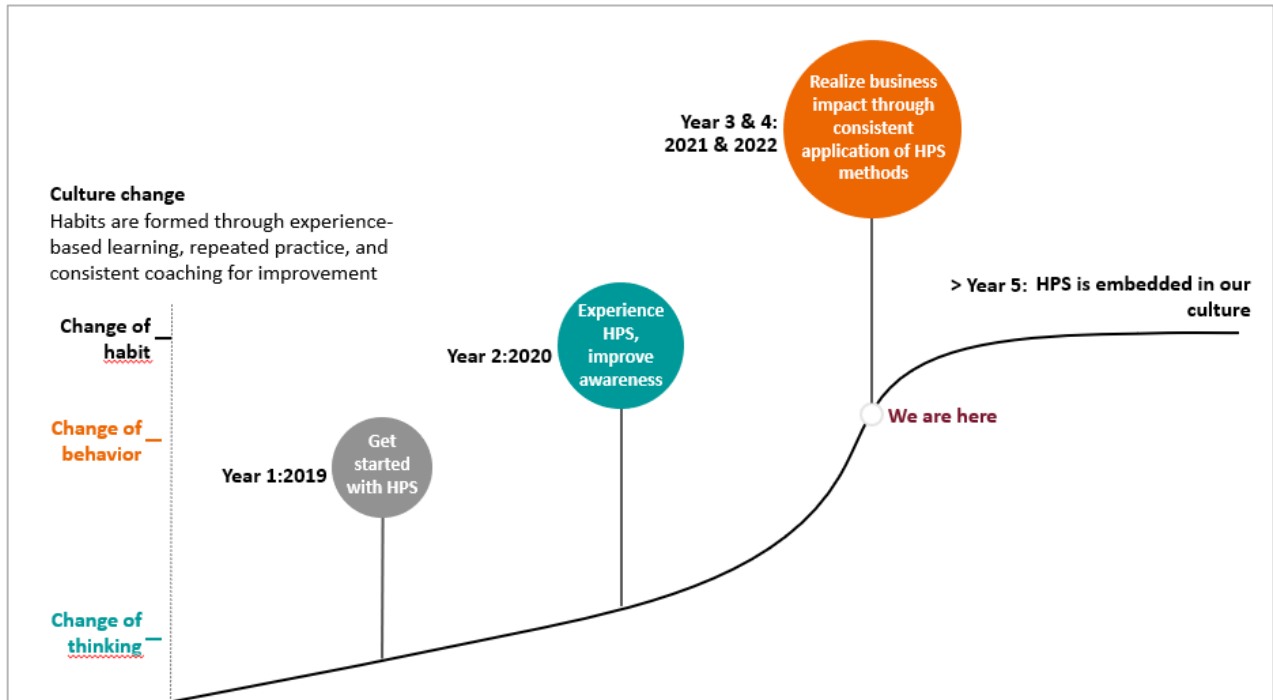 Realize business
impact through
consistent
application of HPS
methods
Year 3 & 4:
2021 & 2022
Culture change
Habits are formed through experience-
based learning, repeated practice, and
consistent coaching for improvement
> Year 5: HPS is embedded in our
culture
Experience
HPS,
improve
awareness
Year 2:2020
Change of
habit
We are here
Change of
behavior
Get
started
with HPS
Year 1:2019
Change of
thinking